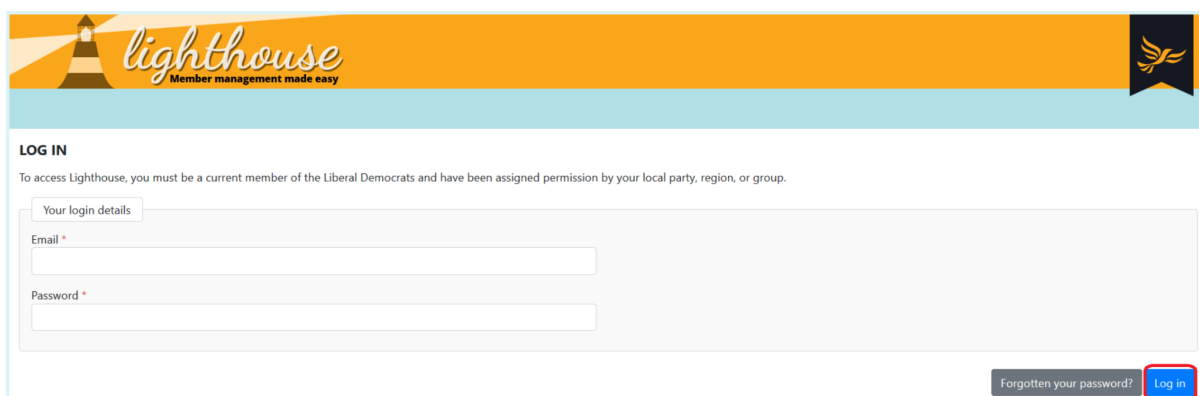 lighthouse
Member management made easy
LOG IN
To access Lighthouse, you must be a current member of the Liberal Democrats and have been assigned permission by your local party, region, or group.
Your login details
Email *
Password *
Forgotten your password? Log in